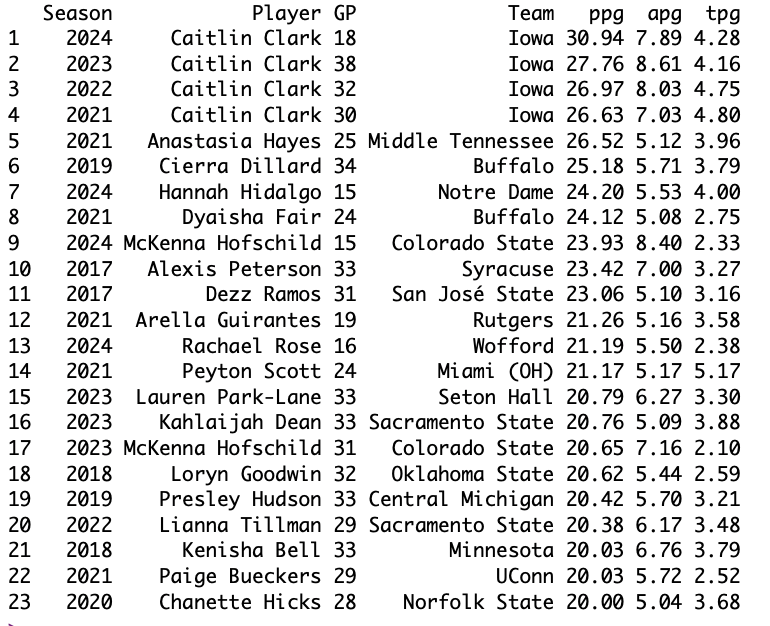 Season Player GP Team ppg apg tpg
1 2024 Caitlin Clark 18 Iowa 30.94 7.89 4.28
2 2023 Caitlin Clark 38 Iowa 27.76 8.61 4.16
3 2022 Caitlin Clark 32 Iowa 26.97 8.03 4.75
4 2021 Caitlin Clark 30 Iowa 26.63 7.03 4.80
5 2021 Anastasia Hayes 25 Middle Tennessee 26.52 5.12 3.96
6 2019 Cierra Dillard 34 Buffalo 25.18 5.71 3.79
7 2024 Hannah Hidalgo 15 Notre Dame 24.20 5.53 4.00
8 2021 Dyaisha Fair 24 Buffalo 24.12 5.08 2.75
9 2024 McKenna Hofschild 15 Colorado State 23.93 8.40 2.33
10 2017 Alexis Peterson 33 Syracuse 23.42 7.00 3.27
11 2017 Dezz Ramos 31 San José State 23.06 5.10 3.16
12 2021 Arella Guirantes 19 Rutgers 21.26 5.16 3.58
13 2024 Rachael Rose 16 Wofford 21.19 5.50 2.38
14 2021 Peyton Scott 24 Miami (OH) 21.17 5.17 5.17
15 2023 Lauren Park-Lane 33 Seton Hall 20.79 6.27 3.30
16 2023 Kahlaijah Dean 33 Sacramento State 20.76 5.09 3.88
17 2023 McKenna Hofschild 31 Colorado State 20.65 7.16 2.10
18 2018 Loryn Goodwin 32 Oklahoma State 20.62 5.44 2.59
19 2019 Presley Hudson 33 Central Michigan 20.42 5.70 3.21
20 2022 Lianna Tillman 29 Sacramento State 20.38 6.17 3.48
21 2018 Kenisha Bell 33 Minnesota 20.03 6.76 3.79
22 2021 Paige Bueckers 29 UConn 20.03 5.72 2.52
23 2020 Chanette Hicks 28 Norfolk State 20.00 5.04 3.68